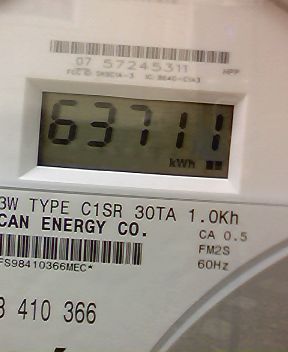 07 57245311
63711
kWh
3W TYPE C1SR 30TA 1.0Kh
CAN ENERGY CO.
CA 0.5
FM2S
60Hz
FS98410366MEC*
8 410 366